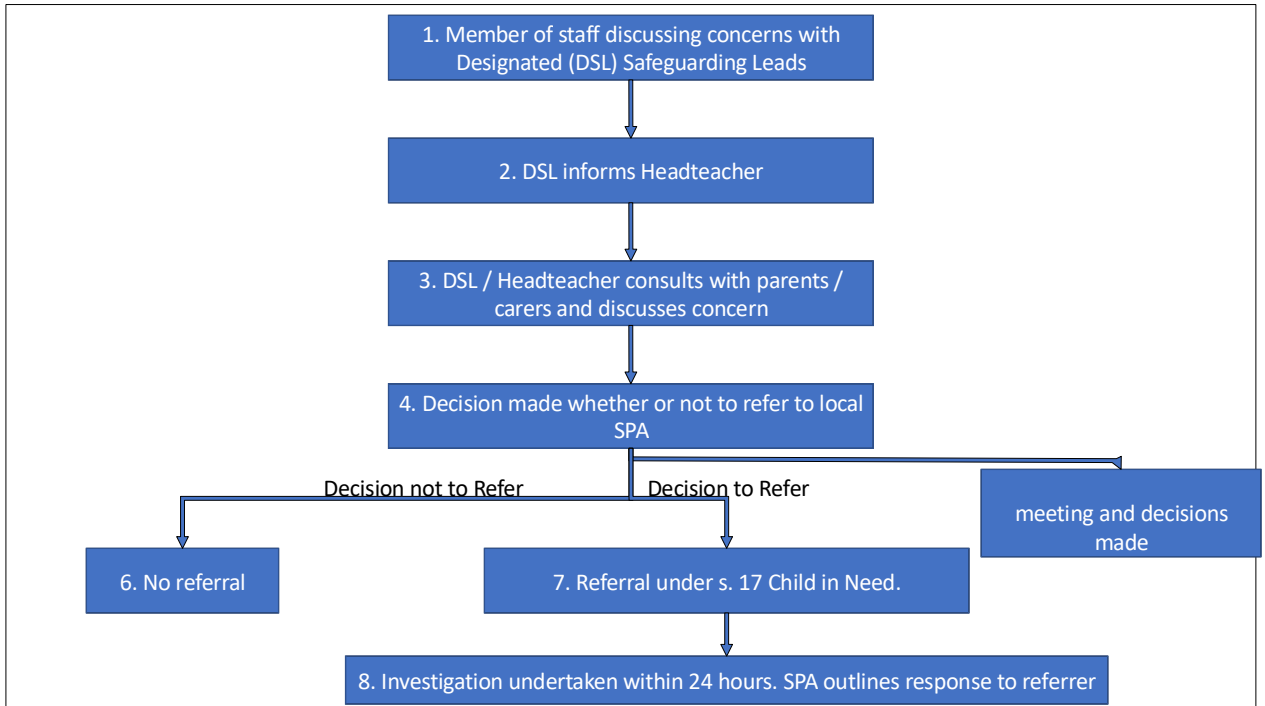 1. Member of staff discussing concerns with
Designated (DSL) Safeguarding Leads
2. DSL informs Headteacher
3. DSL / Headteacher consults with parents /
carers and discusses concern
4. Decision made whether or not to refer to local
SPA
Decision not to Refer
Decision to Refer
meeting and decisions
made
6. No referral
7. Referral under s. 17 Child in Need.
8. Investigation undertaken within 24 hours. SPA outlines response to referrer